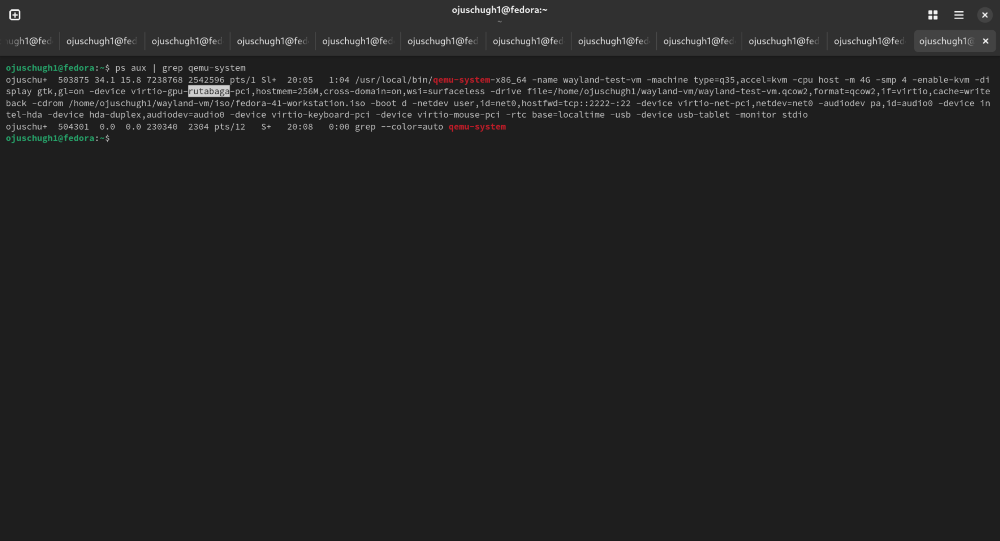 ojuschugh1@fedora:~
~
ojuschugh1@fed ojuschugh1@fed ojuschugh1@fed ojuschugh1@fed ojuschugh1@fed ojuschugh1@fed ojuschugh1@fed ojuschugh1@fed ojuschugh1@fed ojuschugh1@fed ojuschugh1@
ojuschugh1@fedora:~$ ps aux | grep qemu-system
ojuschu+  503875 34.1 15.8 7238768 2542596 pts/1 Sl+  20:05   1:04 /usr/local/bin/qemu-system-x86_64 -name wayland-test-vm -machine type=q35,accel=kvm -cpu host -m 4G -smp 4 -enable-kvm -di
splay gtk,gl=on -device virtio-gpu-rutabaga-pci,hostmem=256M,cross-domain=on,wsi=surfaceless -drive file=/home/ojuschugh1/wayland-vm/wayland-test-vm.qcow2,format=qcow2,if=virtio,cache=write
back -cdrom /home/ojuschugh1/wayland-vm/iso/fedora-41-workstation.iso -boot d -netdev user,id=net0,hostfwd=tcp::2222-:22 -device virtio-net-pci,netdev=net0 -audiodev pa,id=audio0 -device in
tel-hda -device hda-duplex,audiodev=audio0 -device virtio-keyboard-pci -device virtio-mouse-pci -rtc base=localtime -usb -device usb-tablet -monitor stdio
ojuschu+  504301  0.0  0.0 230340  2304 pts/12   S+   20:08   0:00 grep --color=auto qemu-system
ojuschugh1@fedora:~$